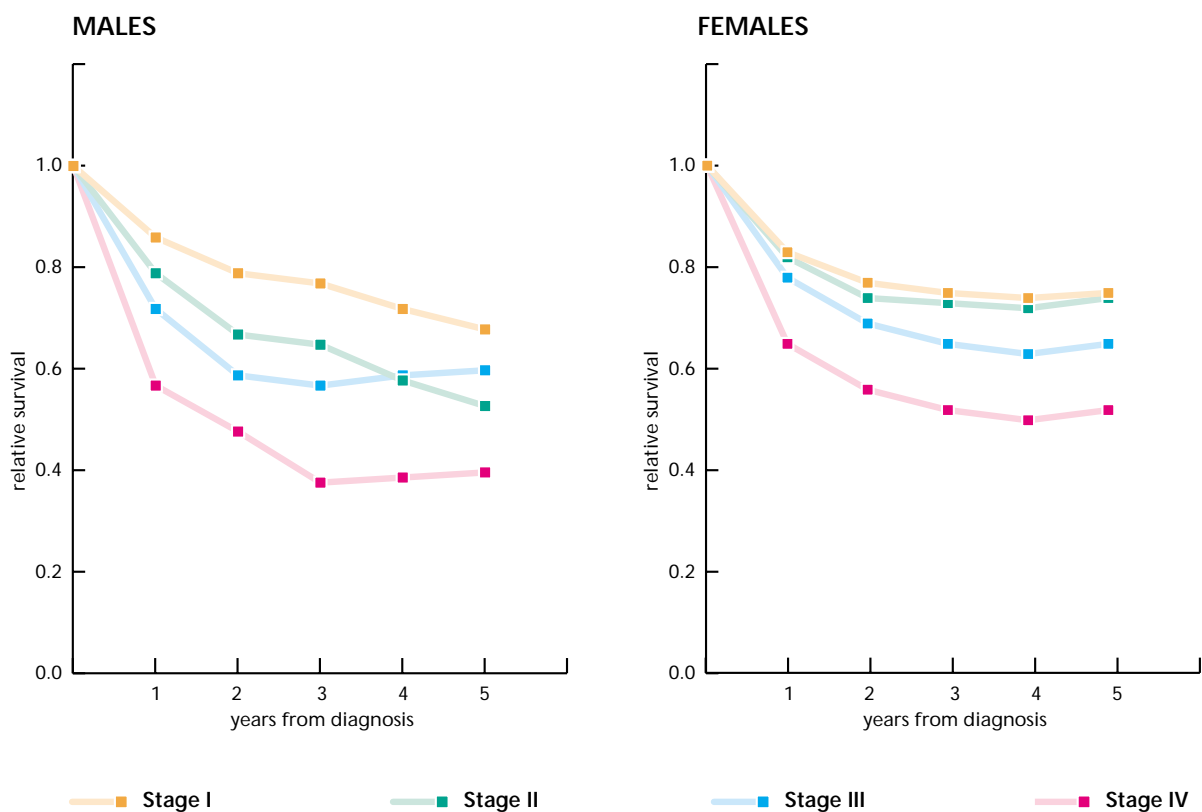 MALES
relative survival
1.0
0.8
0.6
0.4
0.2
0.0
1 2 3 4 5
years from diagnosis
FEMALES
relative survival
1.0
0.8
0.6
0.4
0.2
0.0
1 2 3 4 5
years from diagnosis
Stage I Stage II Stage III Stage IV